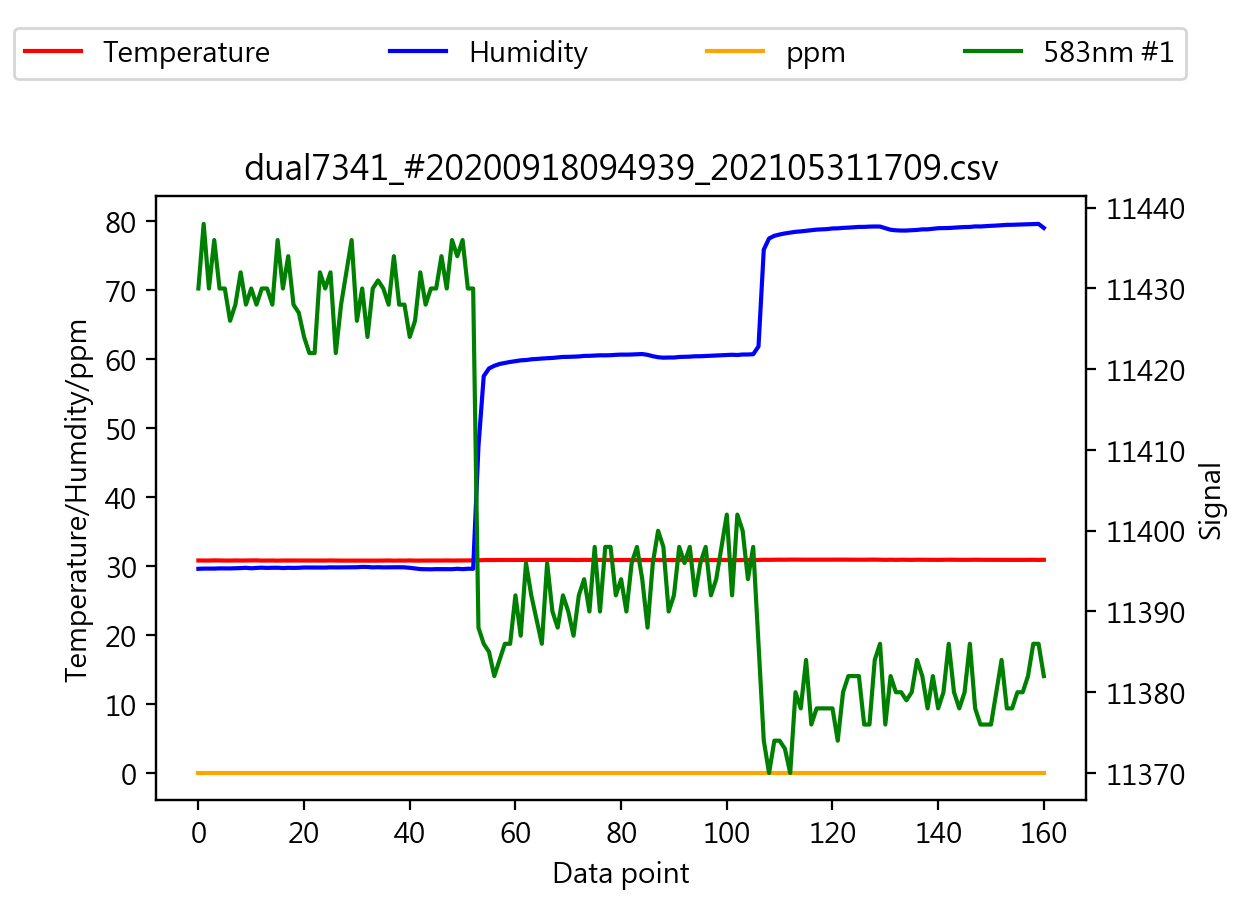 Temperature Humidity ppm 583nm #1
dual7341_#20200918094939_202105311709.csv
Temperature/Humdity/ppm
80
70
60
50
40
30
20
10
0
11440
11430
11420
11410
11400
11390
11380
11370
Signal
0 20 40 60 80 100 120 140 160
Data point